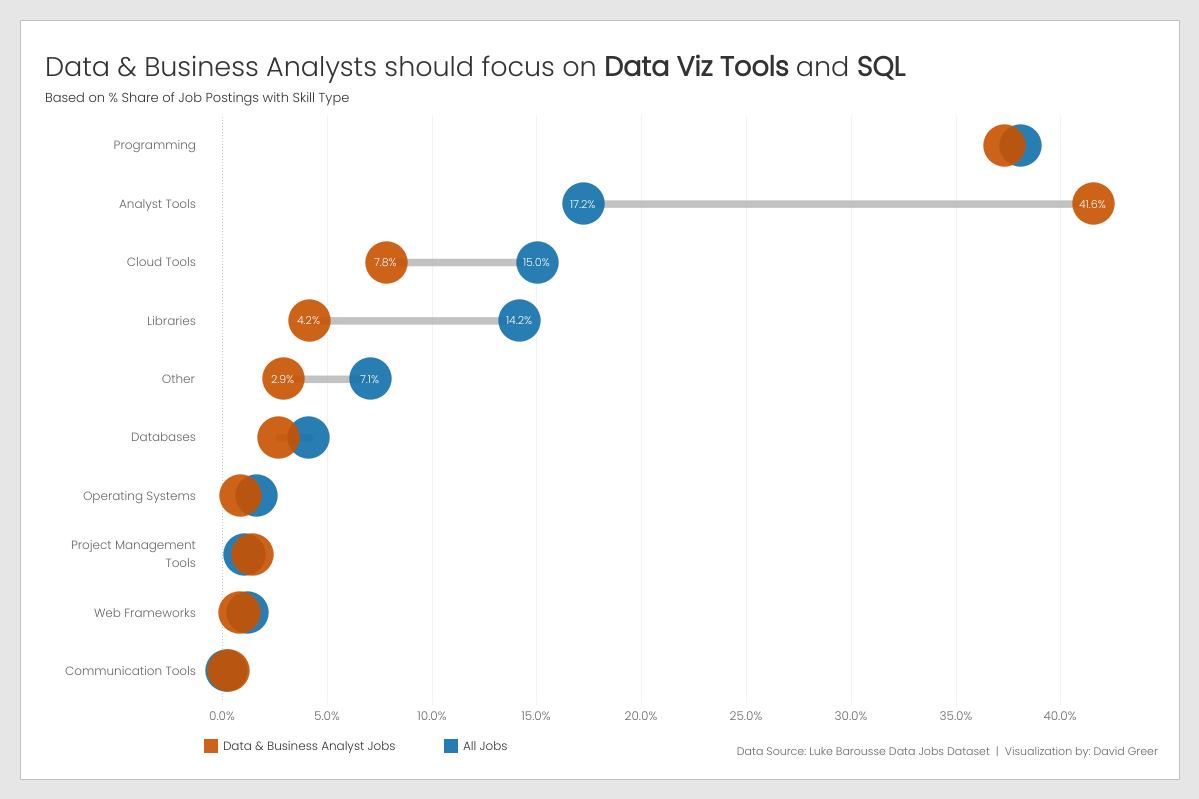 Data & Business Analysts should focus on Data Viz Tools and SQL
Based on % Share of Job Postings with Skill Type
Programming
Analyst Tools
17.2%
41.6%
Cloud Tools
7.8%
15.0%
Libraries
4.2%
14.2%
Other
2.9%
7.1%
Databases
Operating Systems
Project Management
Tools
Web Frameworks
Communication Tools
0.0%
5.0%
10.0%
15.0%
20.0%
25.0%
30.0%
35.0%
40.0%
Data & Business Analyst Jobs
All Jobs
Data Source: Luke Barousse Data Jobs Dataset | Visualization by: David Greer